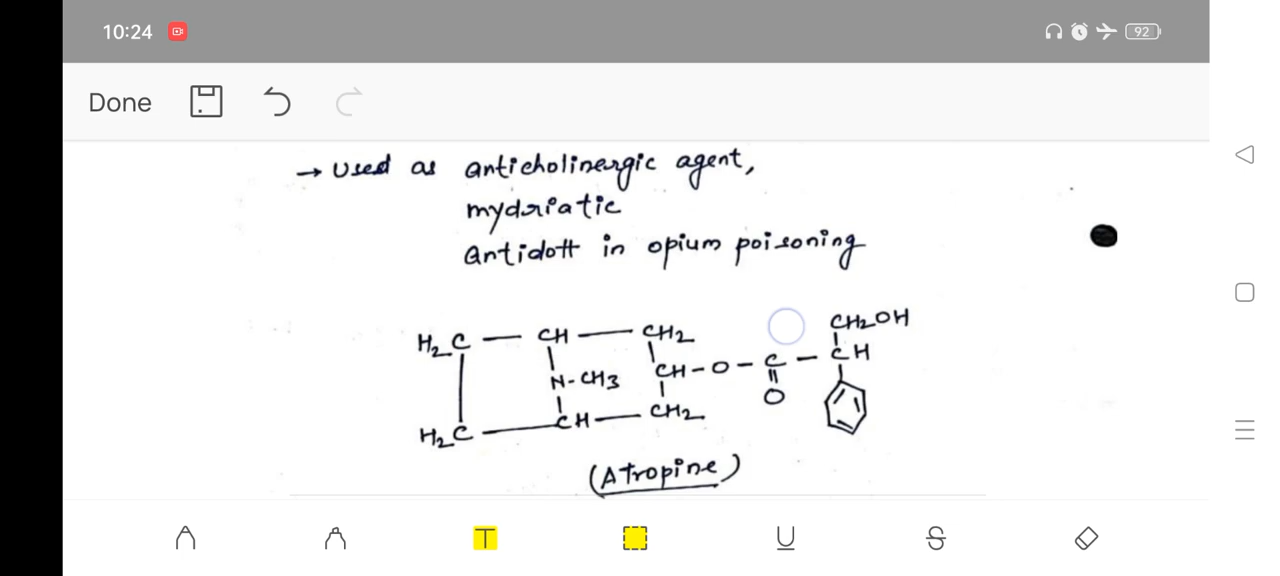 10:24
92
Done
→ Used as anticholinergic agent,
mydriatic
Antidott in opium poisoning
H₂C — CH — CH₂
CH₂OH
N-CH₃
CH-O-C-CH
O
H₂C — CH — CH₂
(Atropine)
T
U
S